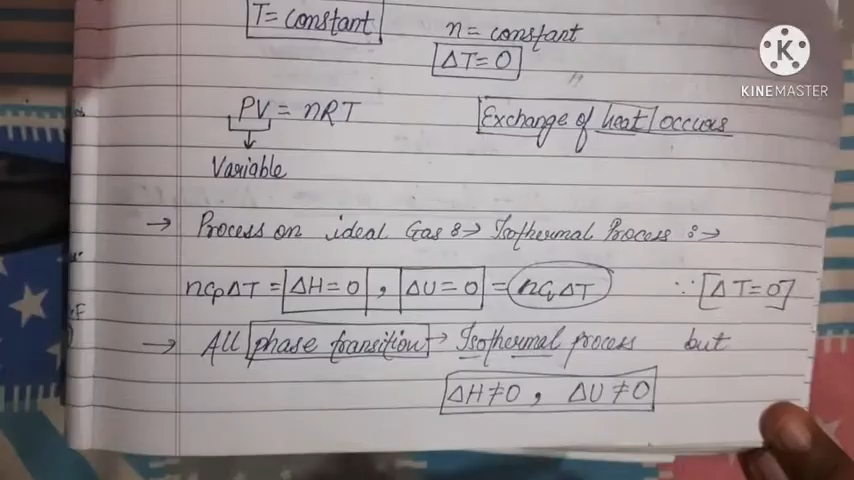 T = constant
n = constant
ΔT = 0
K
KINEMASTER
PV = nRT
Exchange of heat occurs
Variable
→ Process on ideal Gas :→ Isothermal Process :→
nCpΔT = ΔH = 0 , ΔU = 0 = nCvΔT ∵ [ΔT = 0]
→ All phase transition → Isothermal process but
ΔH ≠ 0 , ΔU ≠ 0